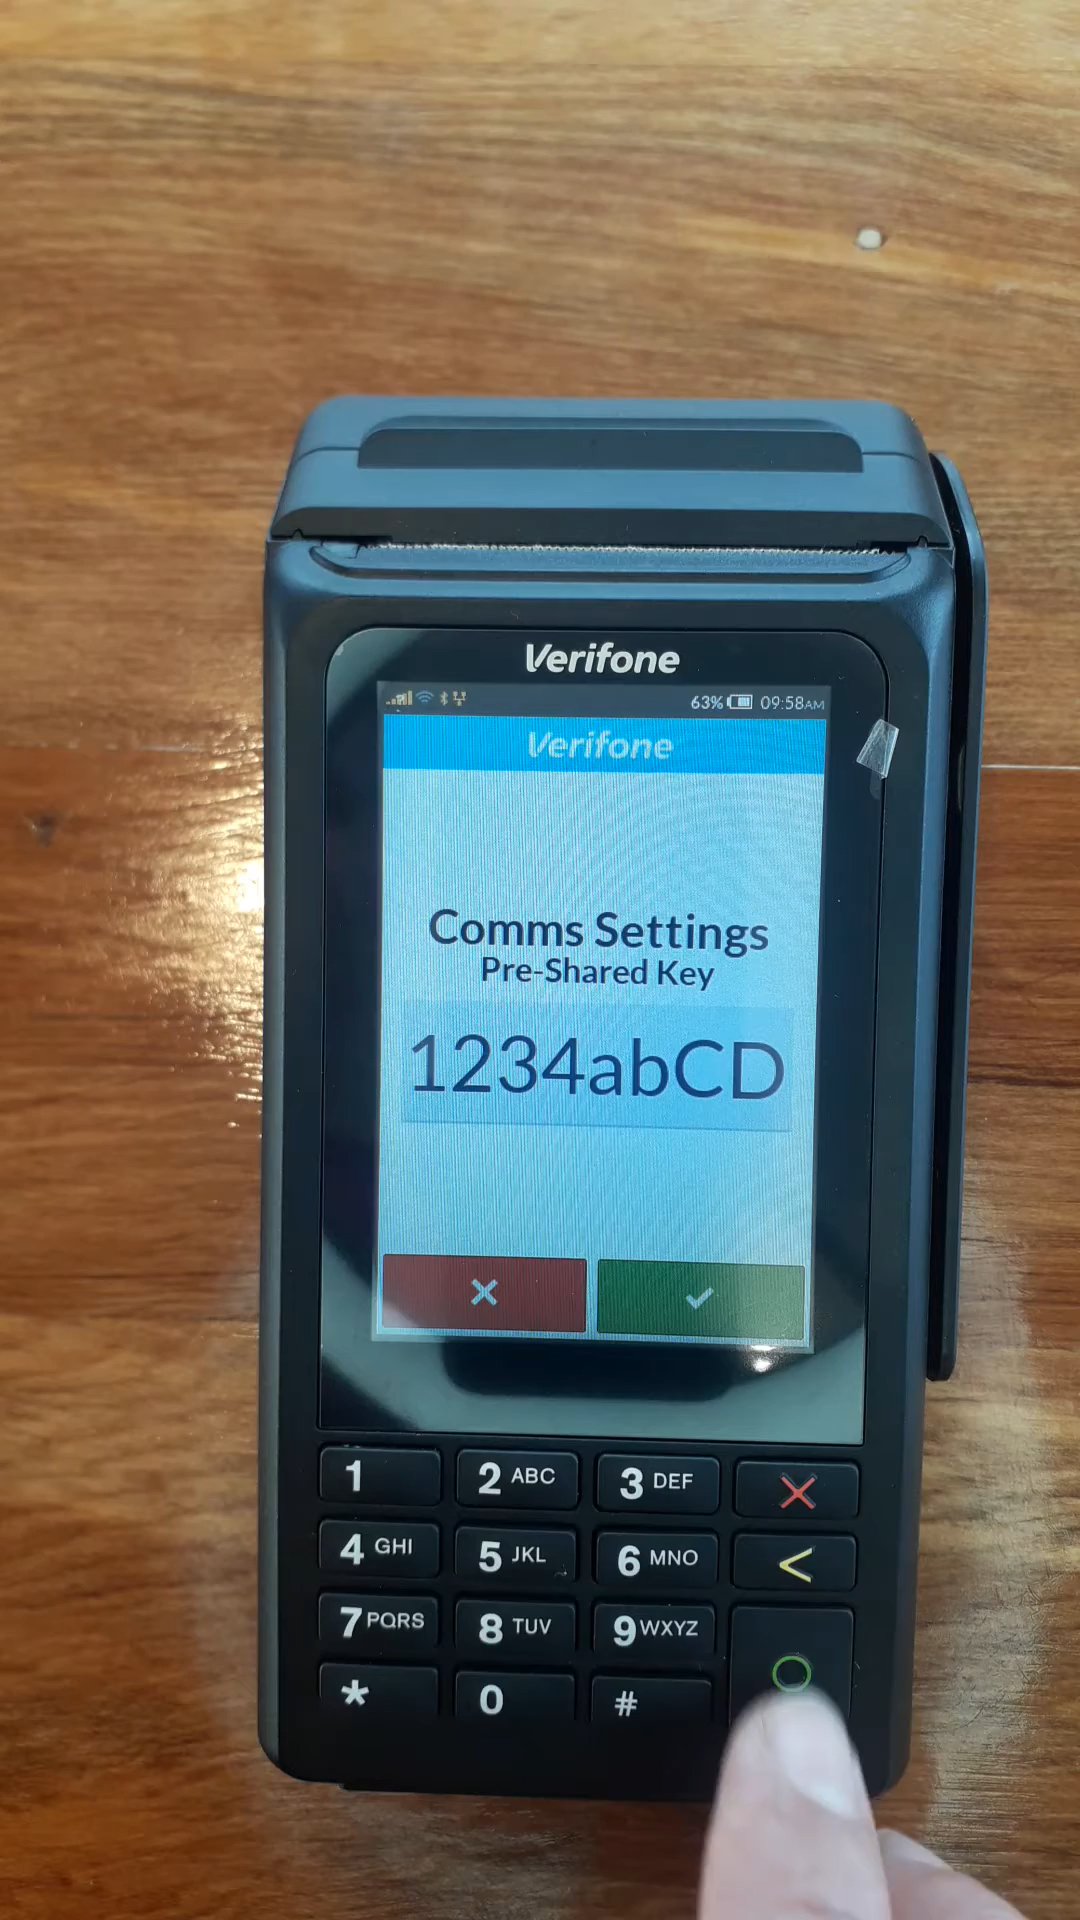 Verifone
63% 09:58AM
Verifone
Comms Settings
Pre-Shared Key
1234abCD
1 2 ABC 3 DEF
4 GHI 5 JKL 6 MNO <
7 PQRS 8 TUV 9 WXYZ
* 0 #